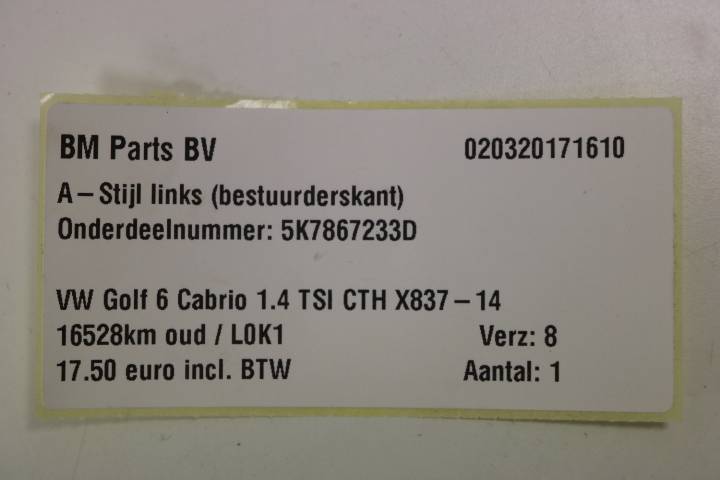 BM Parts BV 020320171610
A-Stijl links (bestuurderskant)
Onderdeelnummer: 5K7867233D
VW Golf 6 Cabrio 1.4 TSI CTH X837-14
16528km oud / L0K1 Verz: 8
17.50 euro incl. BTW Aantal: 1